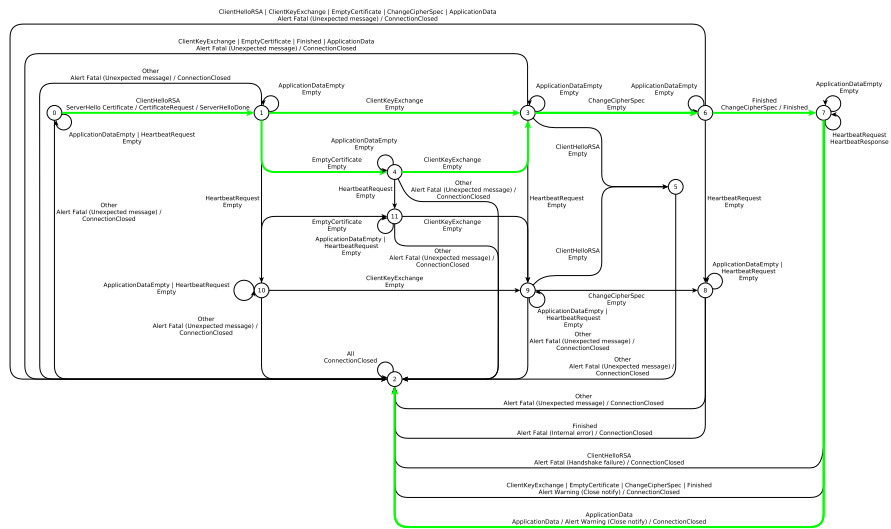 ClientHelloRSA | ClientKeyExchange | EmptyCertificate | ChangeCipherSpec | ApplicationData
Alert Fatal (Unexpected message) / ConnectionClosed
ClientKeyExchange | EmptyCertificate | Finished | ApplicationData
Alert Fatal (Unexpected message) / ConnectionClosed
Other
Alert Fatal (Unexpected message) / ConnectionClosed
ApplicationDataEmpty
Empty
ApplicationDataEmpty
Empty
ApplicationDataEmpty
Empty
ApplicationDataEmpty
Empty
ClientHelloRSA
ServerHello Certificate / CertificateRequest / ServerHelloDone
ClientKeyExchange
Empty
ChangeCipherSpec
Empty
Finished
ChangeCipherSpec / Finished
0
1
3
6
7
ApplicationDataEmpty | HeartbeatRequest
Empty
ApplicationDataEmpty
Empty
HeartbeatRequest
HeartbeatResponse
ClientHelloRSA
Empty
EmptyCertificate
Empty
4
ClientKeyExchange
Empty
5
HeartbeatRequest
Empty
Other
Alert Fatal (Unexpected message) /
ConnectionClosed
HeartbeatRequest
Empty
HeartbeatRequest
Empty
HeartbeatRequest
Empty
Other
Alert Fatal (Unexpected message) /
ConnectionClosed
EmptyCertificate
Empty
11
ClientKeyExchange
Empty
ApplicationDataEmpty |
HeartbeatRequest
Empty
Other
Alert Fatal (Unexpected message) /
ConnectionClosed
ClientHelloRSA
Empty
ApplicationDataEmpty |
HeartbeatRequest
Empty
ApplicationDataEmpty | HeartbeatRequest
Empty
10
ClientKeyExchange
Empty
9
ChangeCipherSpec
Empty
8
ApplicationDataEmpty |
HeartbeatRequest
Empty
Other
Alert Fatal (Unexpected message) /
ConnectionClosed
Other
Alert Fatal (Unexpected message) /
ConnectionClosed
All
ConnectionClosed
Other
Alert Fatal (Unexpected message) /
ConnectionClosed
2
Other
Alert Fatal (Unexpected message) / ConnectionClosed
Finished
Alert Fatal (Internal error) / ConnectionClosed
ClientHelloRSA
Alert Fatal (Handshake failure) / ConnectionClosed
ClientKeyExchange | EmptyCertificate | ChangeCipherSpec | Finished
Alert Warning (Close notify) / ConnectionClosed
ApplicationData
ApplicationData / Alert Warning (Close notify) / ConnectionClosed